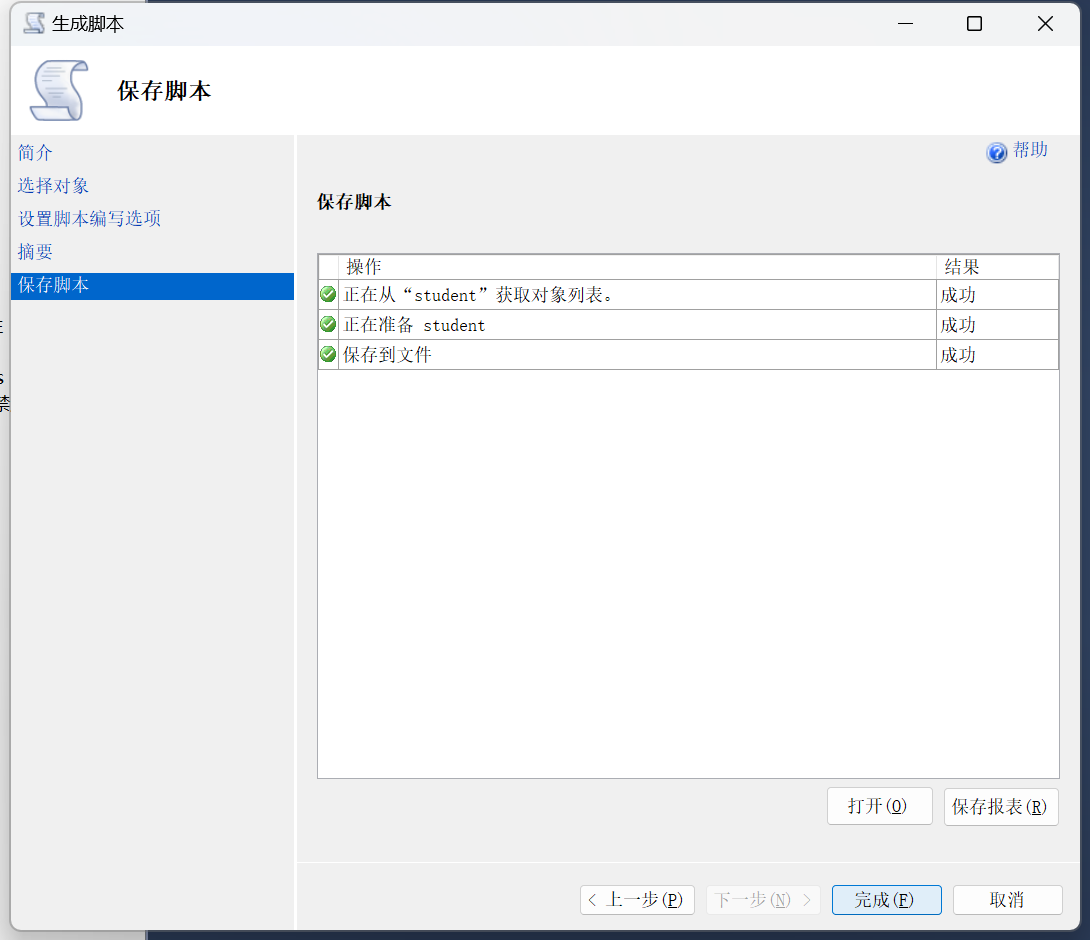 生成脚本
保存脚本
简介
选择对象
设置脚本编写选项
摘要
保存脚本
帮助
保存脚本
操作 结果
正在从“student”获取对象列表。 成功
正在准备 student 成功
保存到文件 成功
打开(O) 保存报表(R)
< 上一步(P) 下一步(N) > 完成(F) 取消